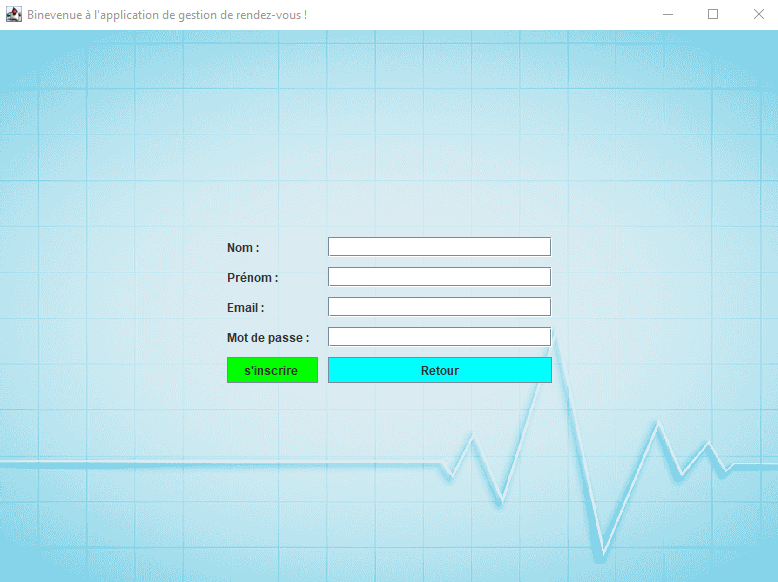 Binevenue à l'application de gestion de rendez-vous !
Nom :
Prénom :
Email :
Mot de passe :
s'inscrire Retour